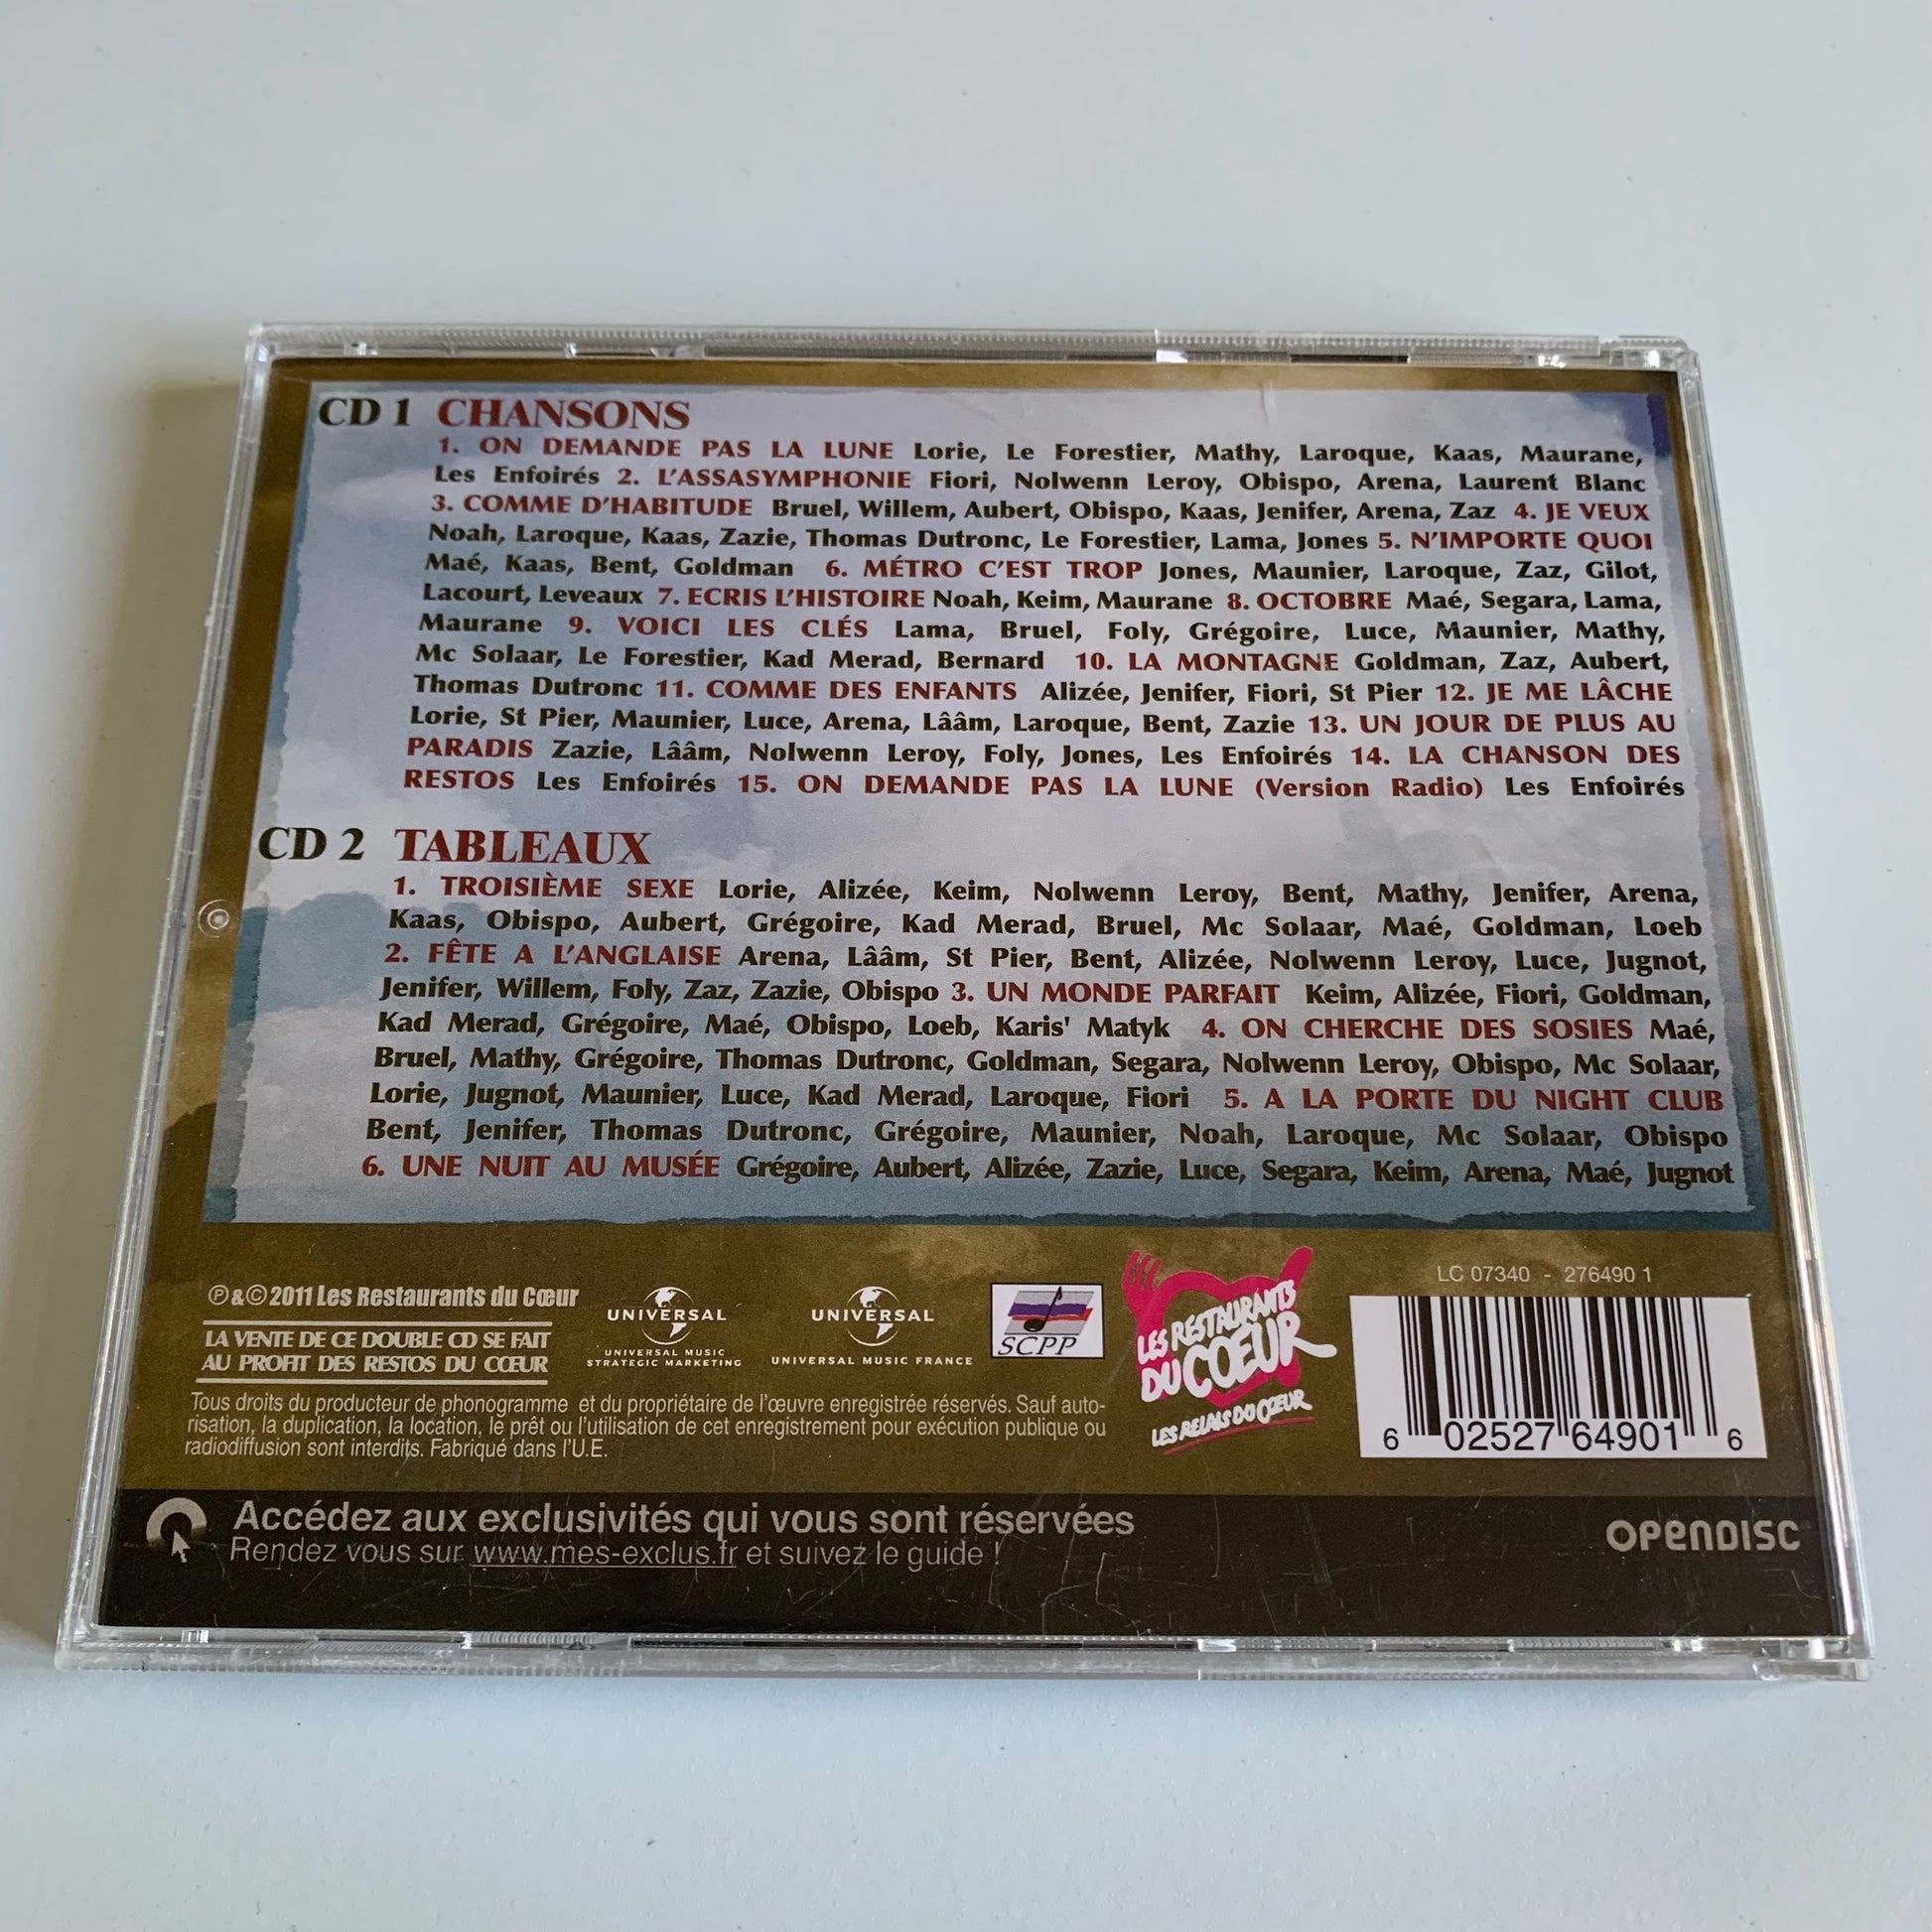 CD 1 CHANSONS
1. ON DEMANDE PAS LA LUNE Lorie, Le Forestier, Mathy, Laroque, Kaas, Maurane,
Les Enfoirés 2. L'ASSASYMPHONIE Fiori, Nolwenn Leroy, Obispo, Arena, Laurent Blanc
3. COMME D'HABITUDE Bruel, Willem, Aubert, Obispo, Kaas, Jenifer, Arena, Zaz 4. JE VEUX
Noah, Laroque, Kaas, Zazie, Thomas Dutronc, Le Forestier, Lama, Jones 5. N'IMPORTE QUOI
Maé, Kaas, Bent, Goldman 6. MÉTRO C'EST TROP Jones, Maunier, Laroque, Zaz, Gilot,
Lacourt, Leveaux 7. ECRIS L'HISTOIRE Noah, Keim, Maurane 8. OCTOBRE Maé, Segara, Lama,
Maurane 9. VOICI LES CLÉS Lama, Bruel, Foly, Grégoire, Luce, Maunier, Mathy,
Mc Solaar, Le Forestier, Kad Merad, Bernard 10. LA MONTAGNE Goldman, Zaz, Aubert,
Thomas Dutronc 11. COMME DES ENFANTS Alizée, Jenifer, Fiori, St Pier 12. JE ME LÂCHE
Lorie, St Pier, Maunier, Luce, Arena, Lââm, Laroque, Bent, Zazie 13. UN JOUR DE PLUS AU
PARADIS Zazie, Lââm, Nolwenn Leroy, Foly, Jones, Les Enfoirés 14. LA CHANSON DES
RESTOS Les Enfoirés 15. ON DEMANDE PAS LA LUNE (Version Radio) Les Enfoirés
CD 2 TABLEAUX
1. TROISIÈME SEXE Lorie, Alizée, Keim, Nolwenn Leroy, Bent, Mathy, Jenifer, Arena,
Kaas, Obispo, Aubert, Grégoire, Kad Merad, Bruel, Mc Solaar, Maé, Goldman, Loeb
2. FÊTE A L'ANGLAISE Arena, Lââm, St Pier, Bent, Alizée, Nolwenn Leroy, Luce, Jugnot,
Jenifer, Willem, Foly, Zaz, Zazie, Obispo 3. UN MONDE PARFAIT Keim, Alizée, Fiori, Goldman,
Kad Merad, Grégoire, Maé, Obispo, Loeb, Karis' Matyk 4. ON CHERCHE DES SOSIES Maé,
Bruel, Mathy, Grégoire, Thomas Dutronc, Goldman, Segara, Nolwenn Leroy, Obispo, Mc Solaar,
Lorie, Jugnot, Maunier, Luce, Kad Merad, Laroque, Fiori 5. A LA PORTE DU NIGHT CLUB
Bent, Jenifer, Thomas Dutronc, Grégoire, Maunier, Noah, Laroque, Mc Solaar, Obispo
6. UNE NUIT AU MUSÉE Grégoire, Aubert, Alizée, Zazie, Luce, Segara, Keim, Arena, Maé, Jugnot
℗&©2011 Les Restaurants du Cœur
LA VENTE DE CE DOUBLE CD SE FAIT
AU PROFIT DES RESTOS DU CŒUR
UNIVERSAL
UNIVERSAL MUSIC
STRATEGIC MARKETING
UNIVERSAL
UNIVERSAL MUSIC FRANCE
SCPP
LES RESTAURANTS
DU CŒUR
LES RELAIS DU CŒUR
LC 07340 - 276490 1
6 02527 64901 6
Tous droits du producteur de phonogramme et du propriétaire de l'œuvre enregistrée réservés. Sauf auto-
risation, la duplication, la location, le prêt ou l'utilisation de cet enregistrement pour exécution publique ou
radiodiffusion sont interdits. Fabriqué dans l'U.E.
Accédez aux exclusivités qui vous sont réservées
Rendez vous sur www.mes-exclus.fr et suivez le guide !
OPENDISC